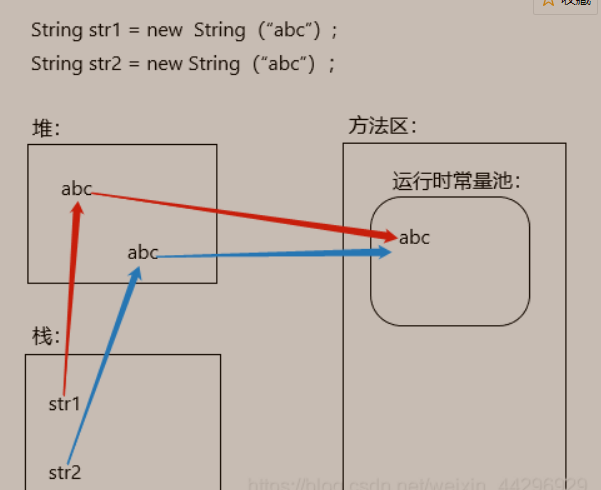 收藏
String str1 = new String（“abc”）;
String str2 = new String（“abc”）;
堆：
方法区：
运行时常量池：
abc
abc
abc
栈：
str1
str2
https://blog.csdn.net/weixin_44296929